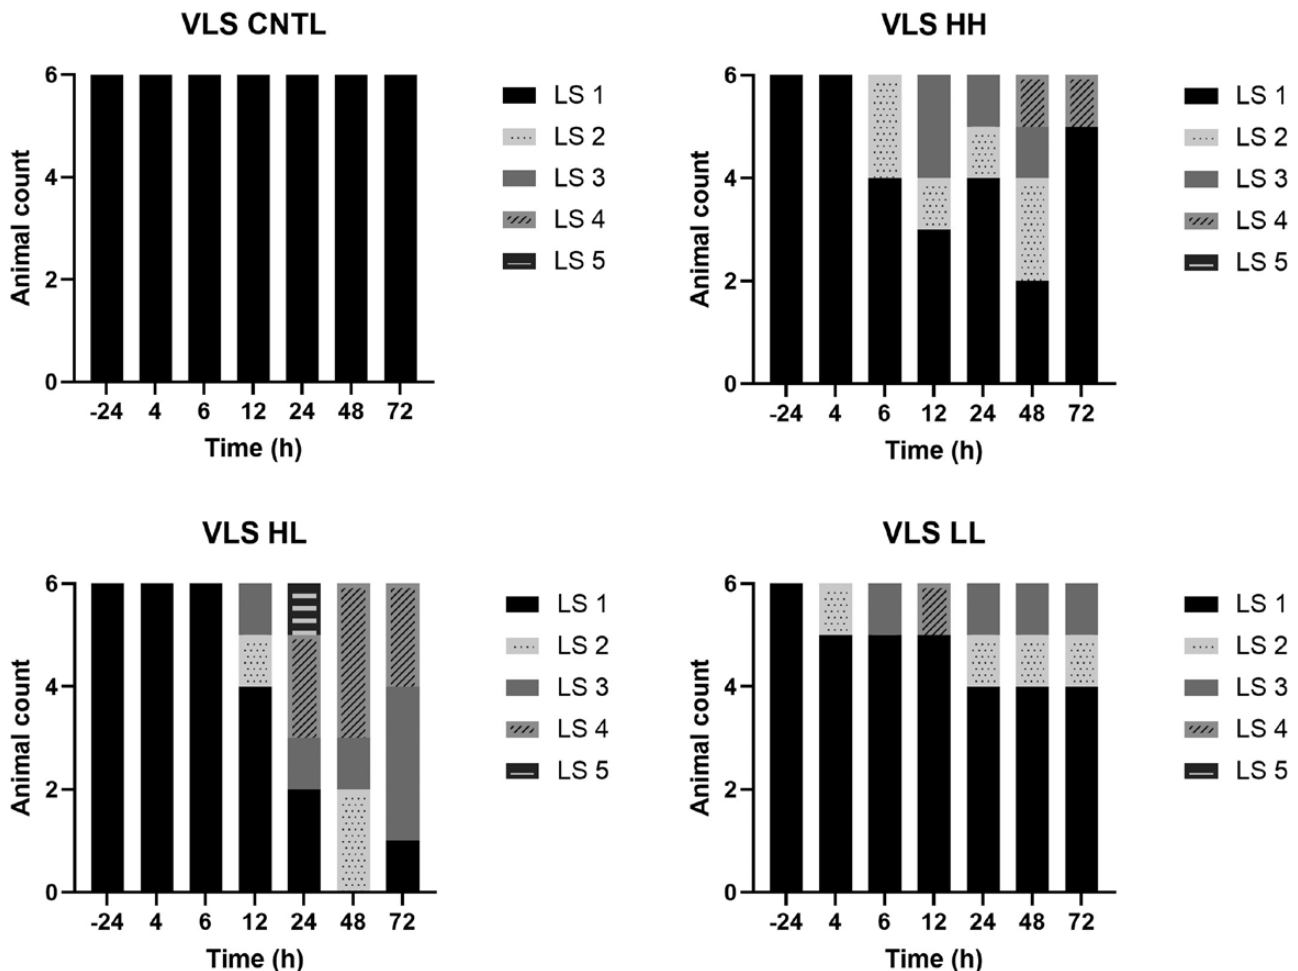 VLS CNTL
6
4
2
0
Animal count
-24 4 6 12 24 48 72
Time (h)
LS 1
LS 2
LS 3
LS 4
LS 5
VLS HH
6
4
2
0
Animal count
-24 4 6 12 24 48 72
Time (h)
LS 1
LS 2
LS 3
LS 4
LS 5
VLS HL
6
4
2
0
Animal count
-24 4 6 12 24 48 72
Time (h)
LS 1
LS 2
LS 3
LS 4
LS 5
VLS LL
6
4
2
0
Animal count
-24 4 6 12 24 48 72
Time (h)
LS 1
LS 2
LS 3
LS 4
LS 5